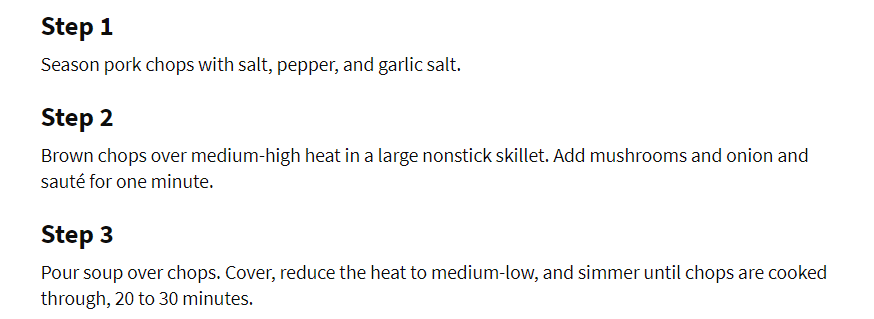 Step 1
Season pork chops with salt, pepper, and garlic salt.
Step 2
Brown chops over medium-high heat in a large nonstick skillet. Add mushrooms and onion and
sauté for one minute.
Step 3
Pour soup over chops. Cover, reduce the heat to medium-low, and simmer until chops are cooked
through, 20 to 30 minutes.